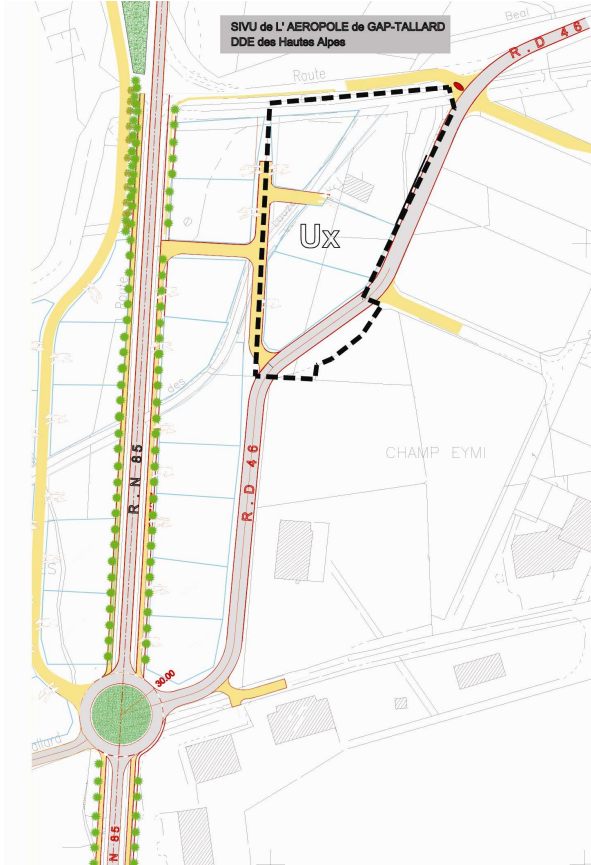 SIVU de L' AEROPOLE de GAP-TALLARD
DDE des Hautes Alpes
Beal
R.D 46
Route
Ux
Route
des
R.N 85
R.D 46
CHAMP EYMI
S
30.00
allard
N 85